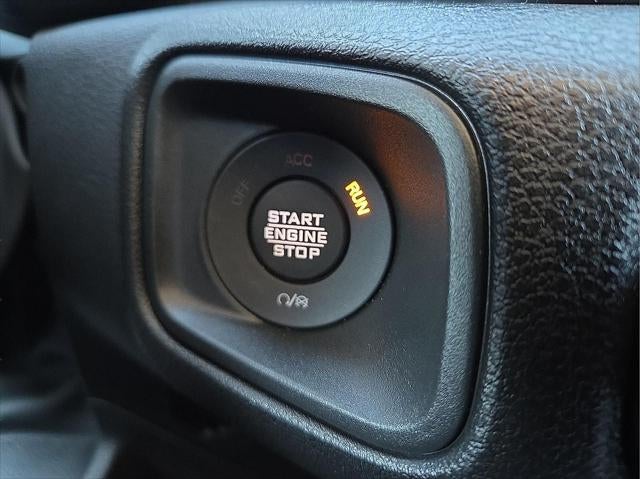 OFF
ACC
RUN
START
ENGINE
STOP